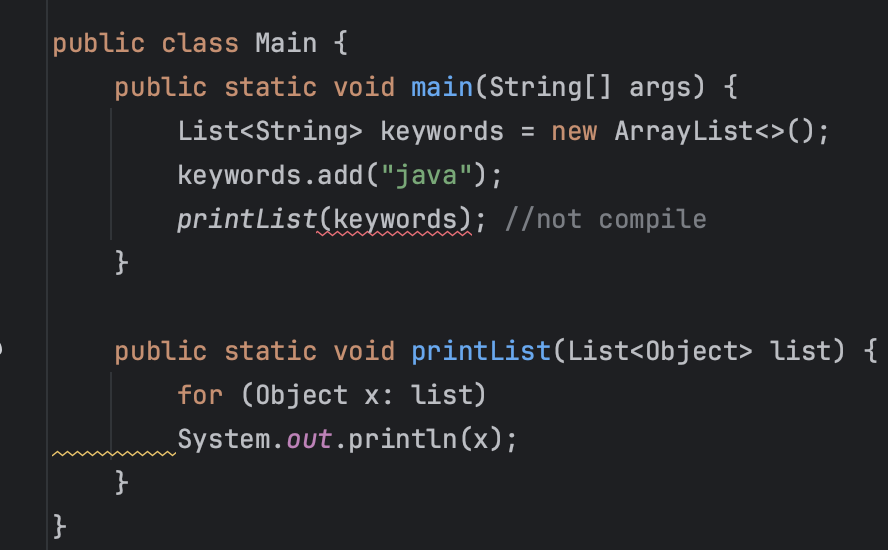 public class Main {
public static void main(String[] args) {
List<String> keywords = new ArrayList<>();
keywords.add("java");
printList(keywords); //not compile
}
public static void printList(List<Object> list) {
for (Object x: list)
System.out.println(x);
}
}